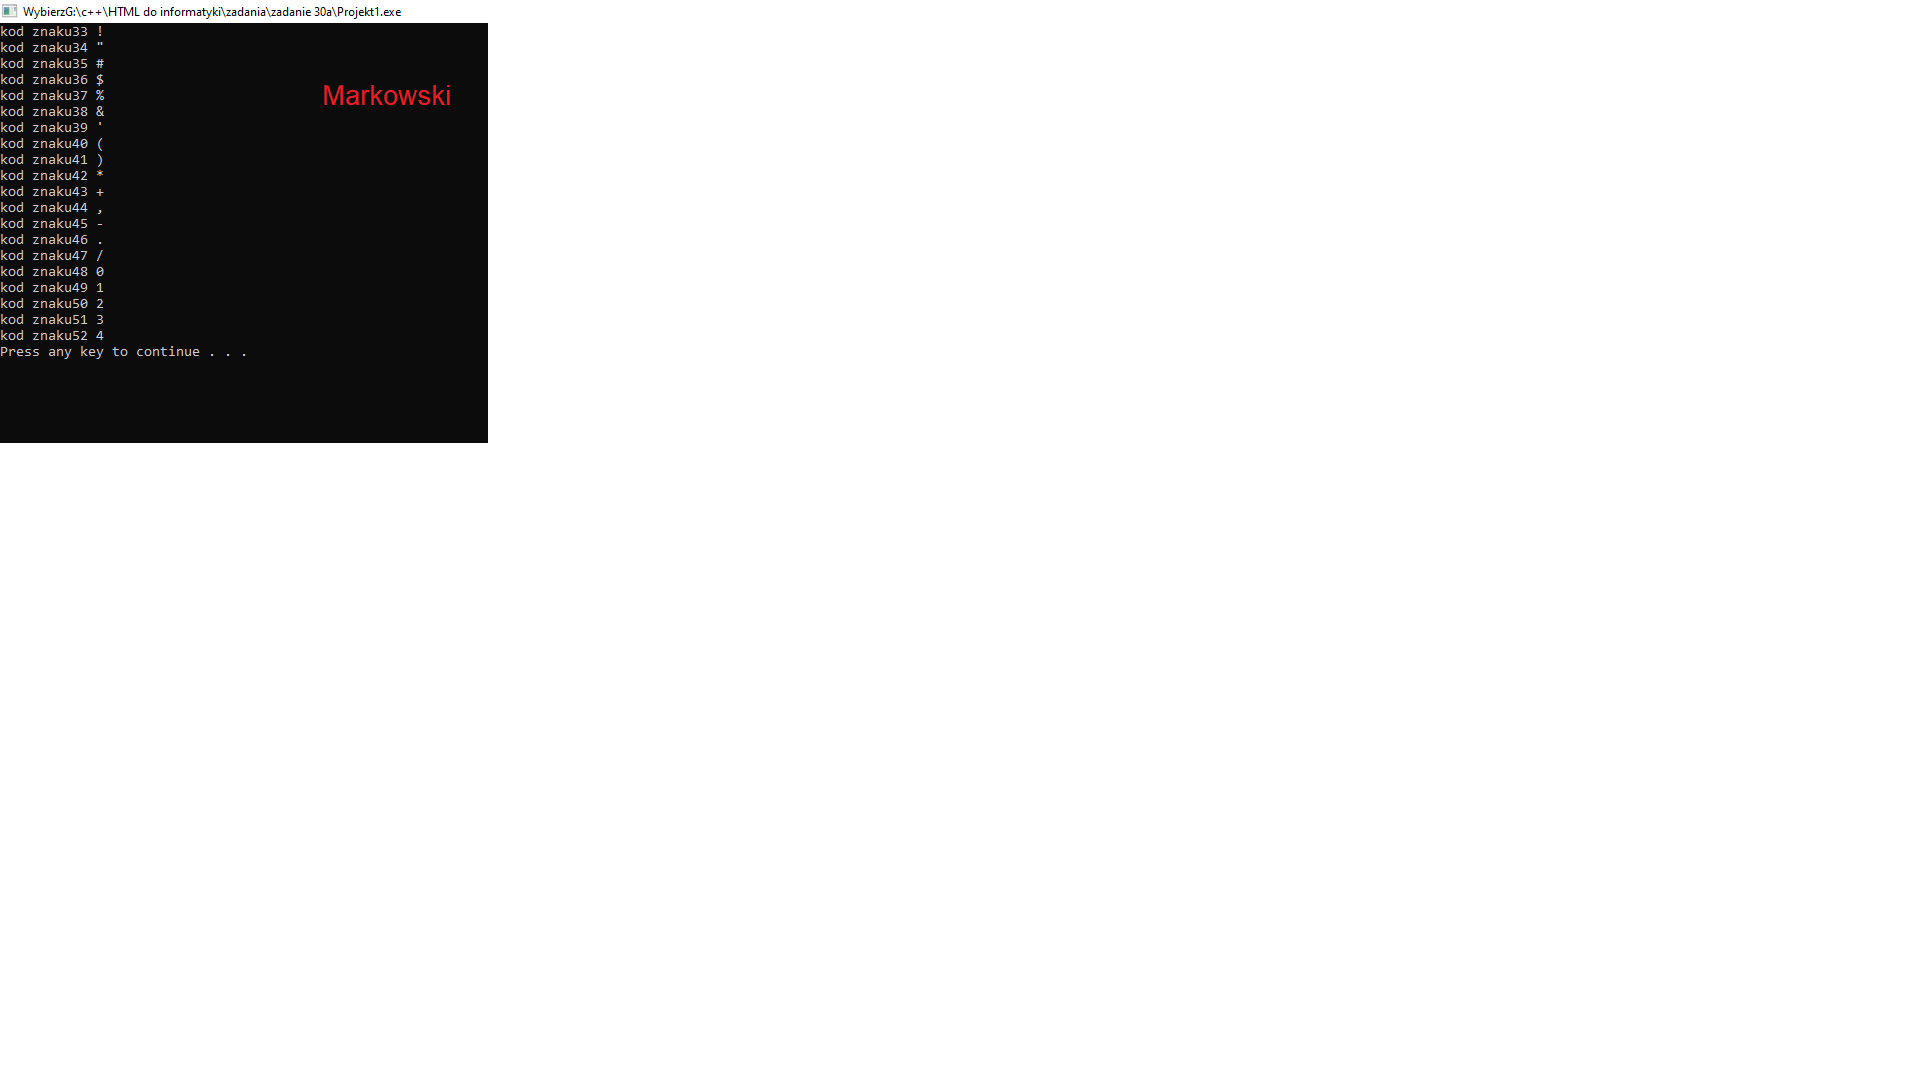 WybierzG:\c++\HTML do informatyki\zadania\zadanie 30a\Projekt1.exe
kod znaku33 !
kod znaku34 "
kod znaku35 #
kod znaku36 $
kod znaku37 %
Markowski
kod znaku38 &
kod znaku39 '
kod znaku40 (
kod znaku41 )
kod znaku42 *
kod znaku43 +
kod znaku44 ,
kod znaku45 -
kod znaku46 .
kod znaku47 /
kod znaku48 0
kod znaku49 1
kod znaku50 2
kod znaku51 3
kod znaku52 4
Press any key to continue . . .